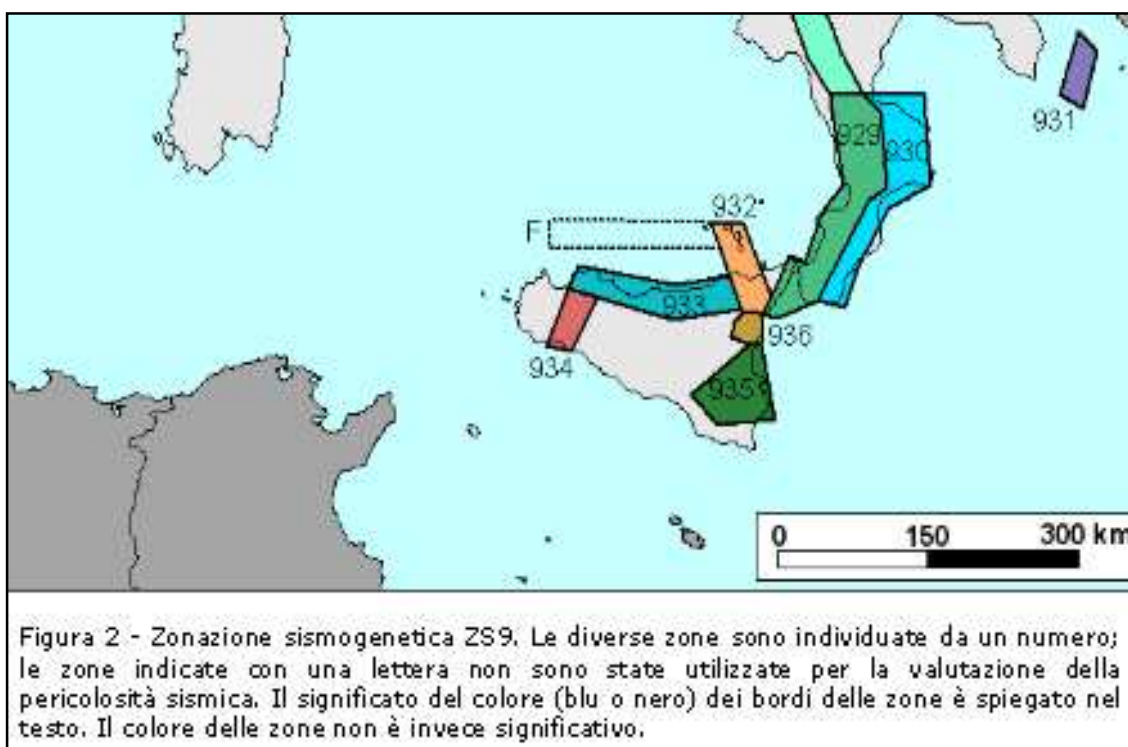 929
930
931
932
F
933
936
934
935
0 150 300 km
Figura 2 - Zonazione sismogenetica ZS9. Le diverse zone sono individuate da un numero;
le zone indicate con una lettera non sono state utilizzate per la valutazione della
pericolosità sismica. Il significato del colore (blu o nero) dei bordi delle zone è spiegato nel
testo. Il colore delle zone non è invece significativo.